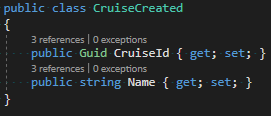 public class CruiseCreated
{
3 references | 0 exceptions
public Guid CruiseId { get; set; }
3 references | 0 exceptions
public string Name { get; set; }
}